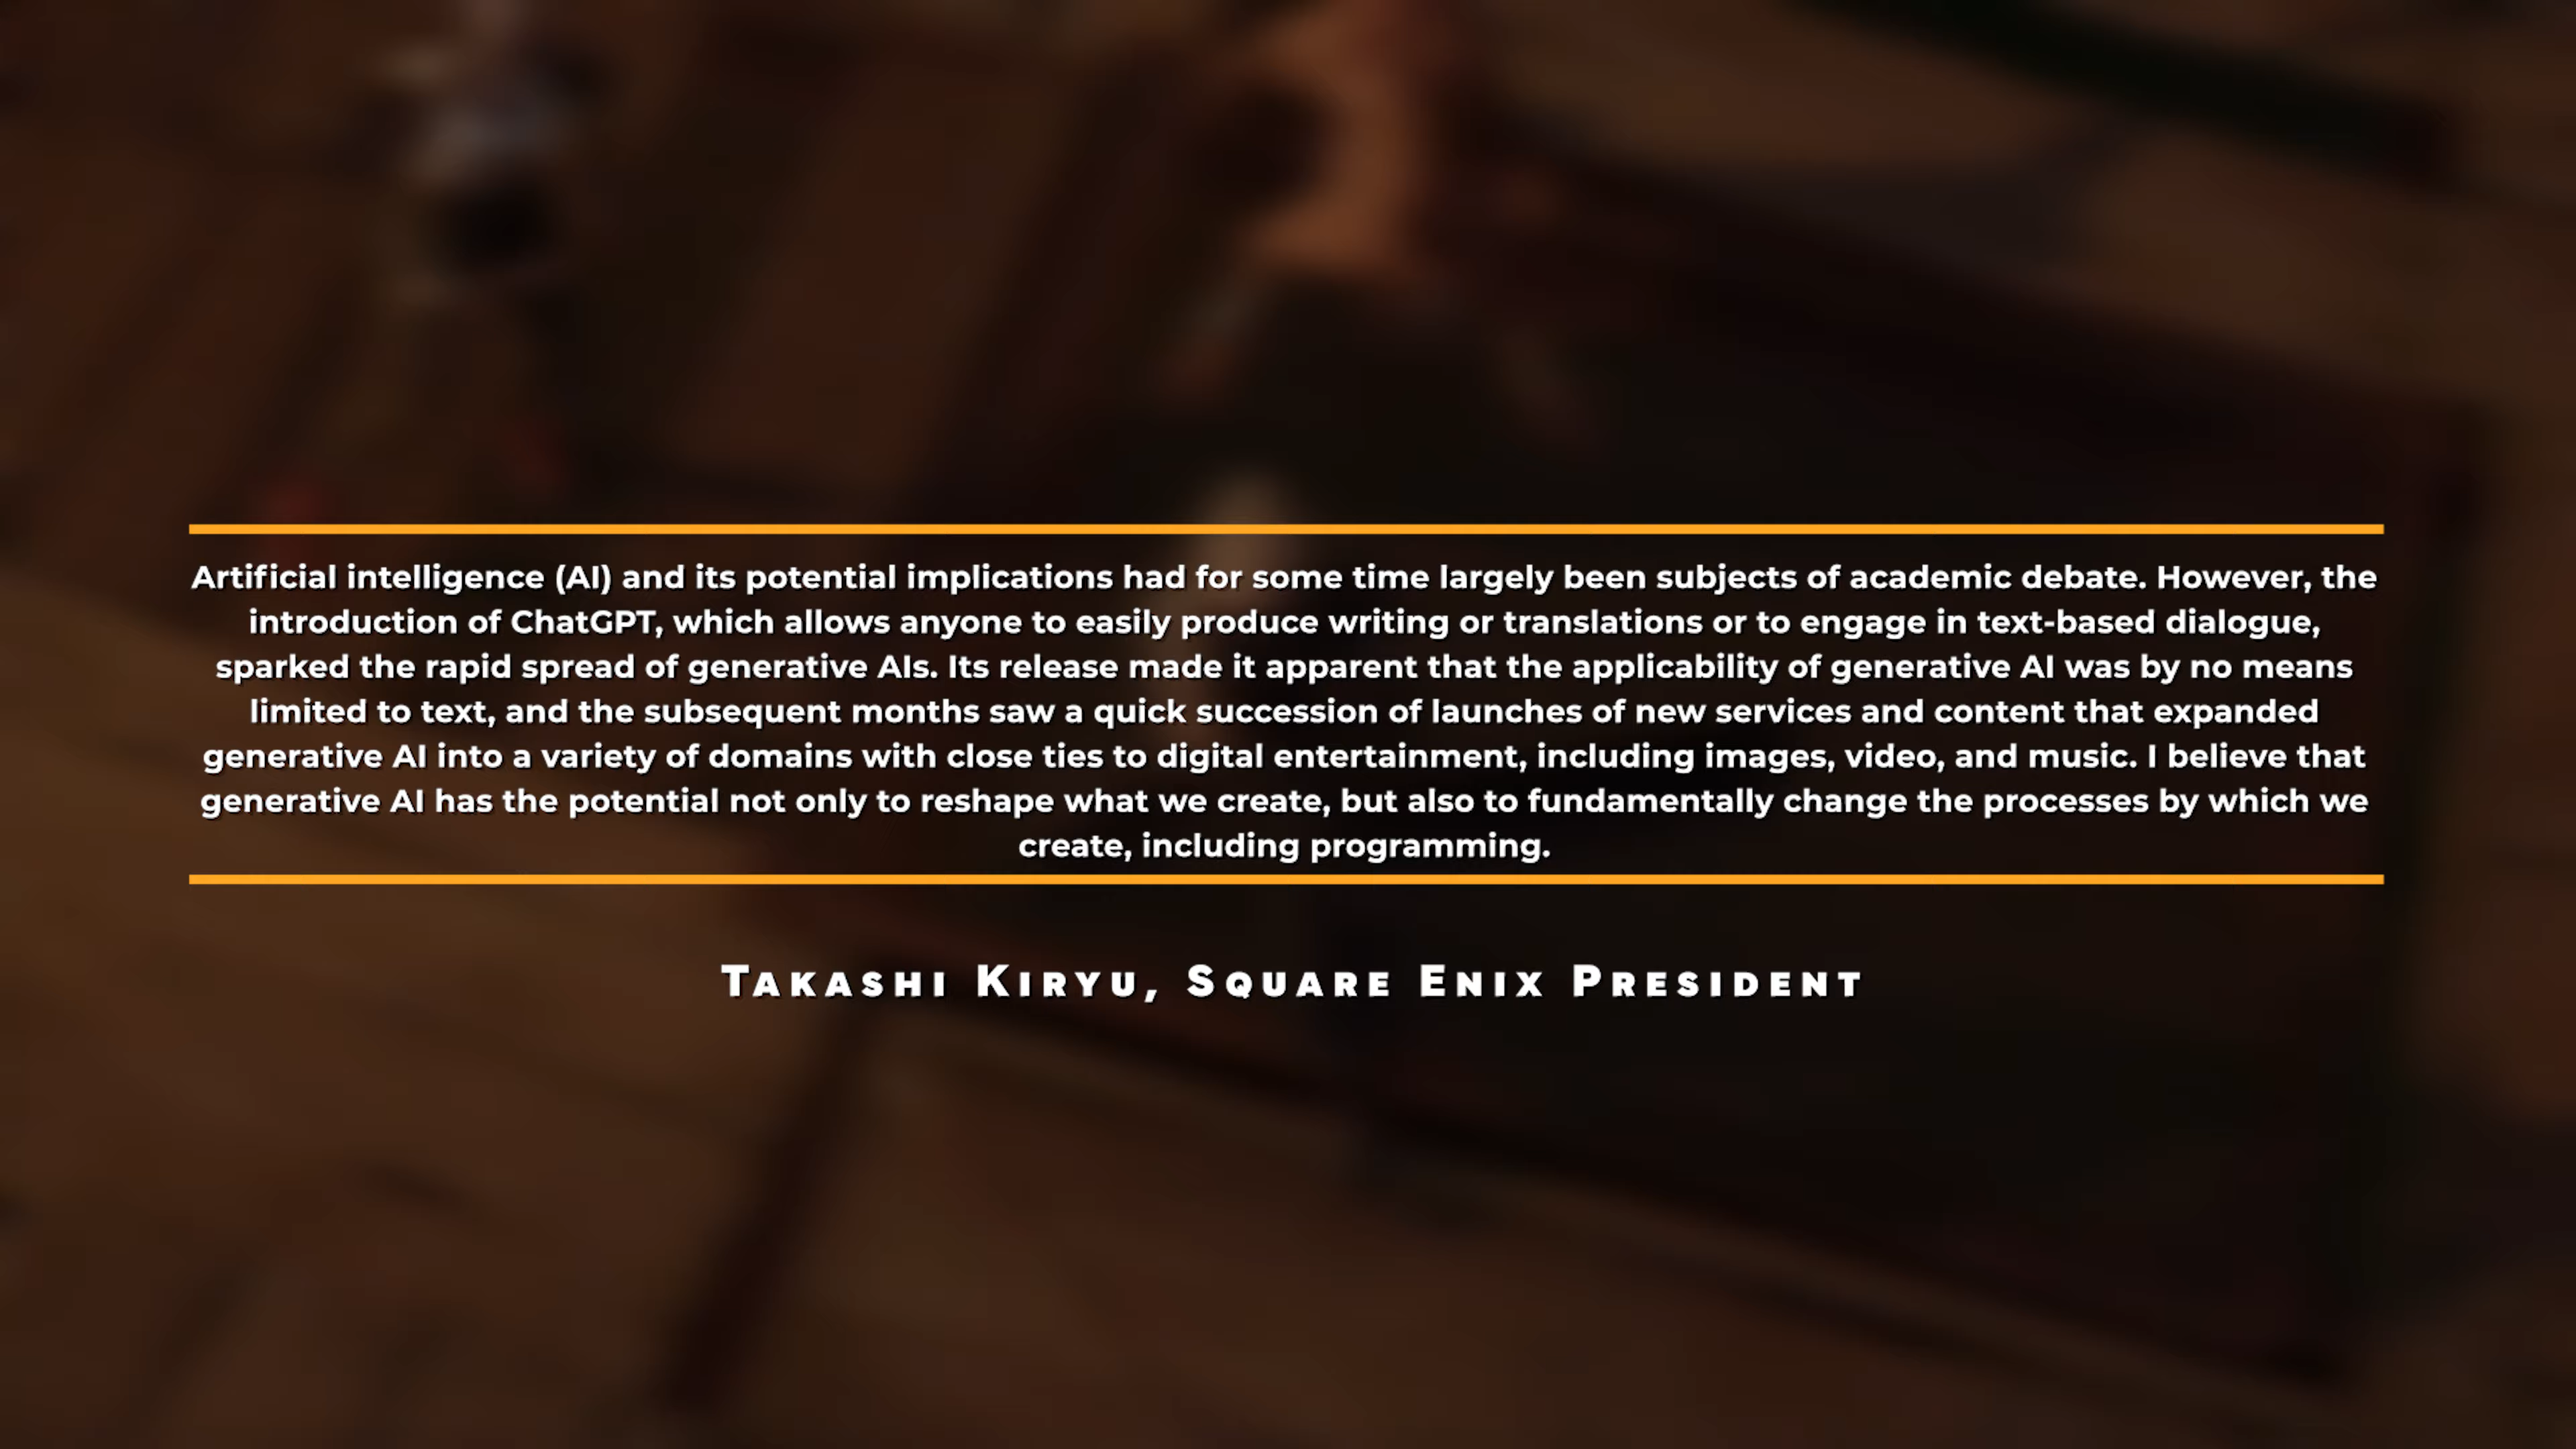 Artificial intelligence (AI) and its potential implications had for some time largely been subjects of academic debate. However, the
introduction of ChatGPT, which allows anyone to easily produce writing or translations or to engage in text-based dialogue,
sparked the rapid spread of generative AIs. Its release made it apparent that the applicability of generative AI was by no means
limited to text, and the subsequent months saw a quick succession of launches of new services and content that expanded
generative AI into a variety of domains with close ties to digital entertainment, including images, video, and music. I believe that
generative AI has the potential not only to reshape what we create, but also to fundamentally change the processes by which we
create, including programming.
Takashi Kiryu, Square Enix President